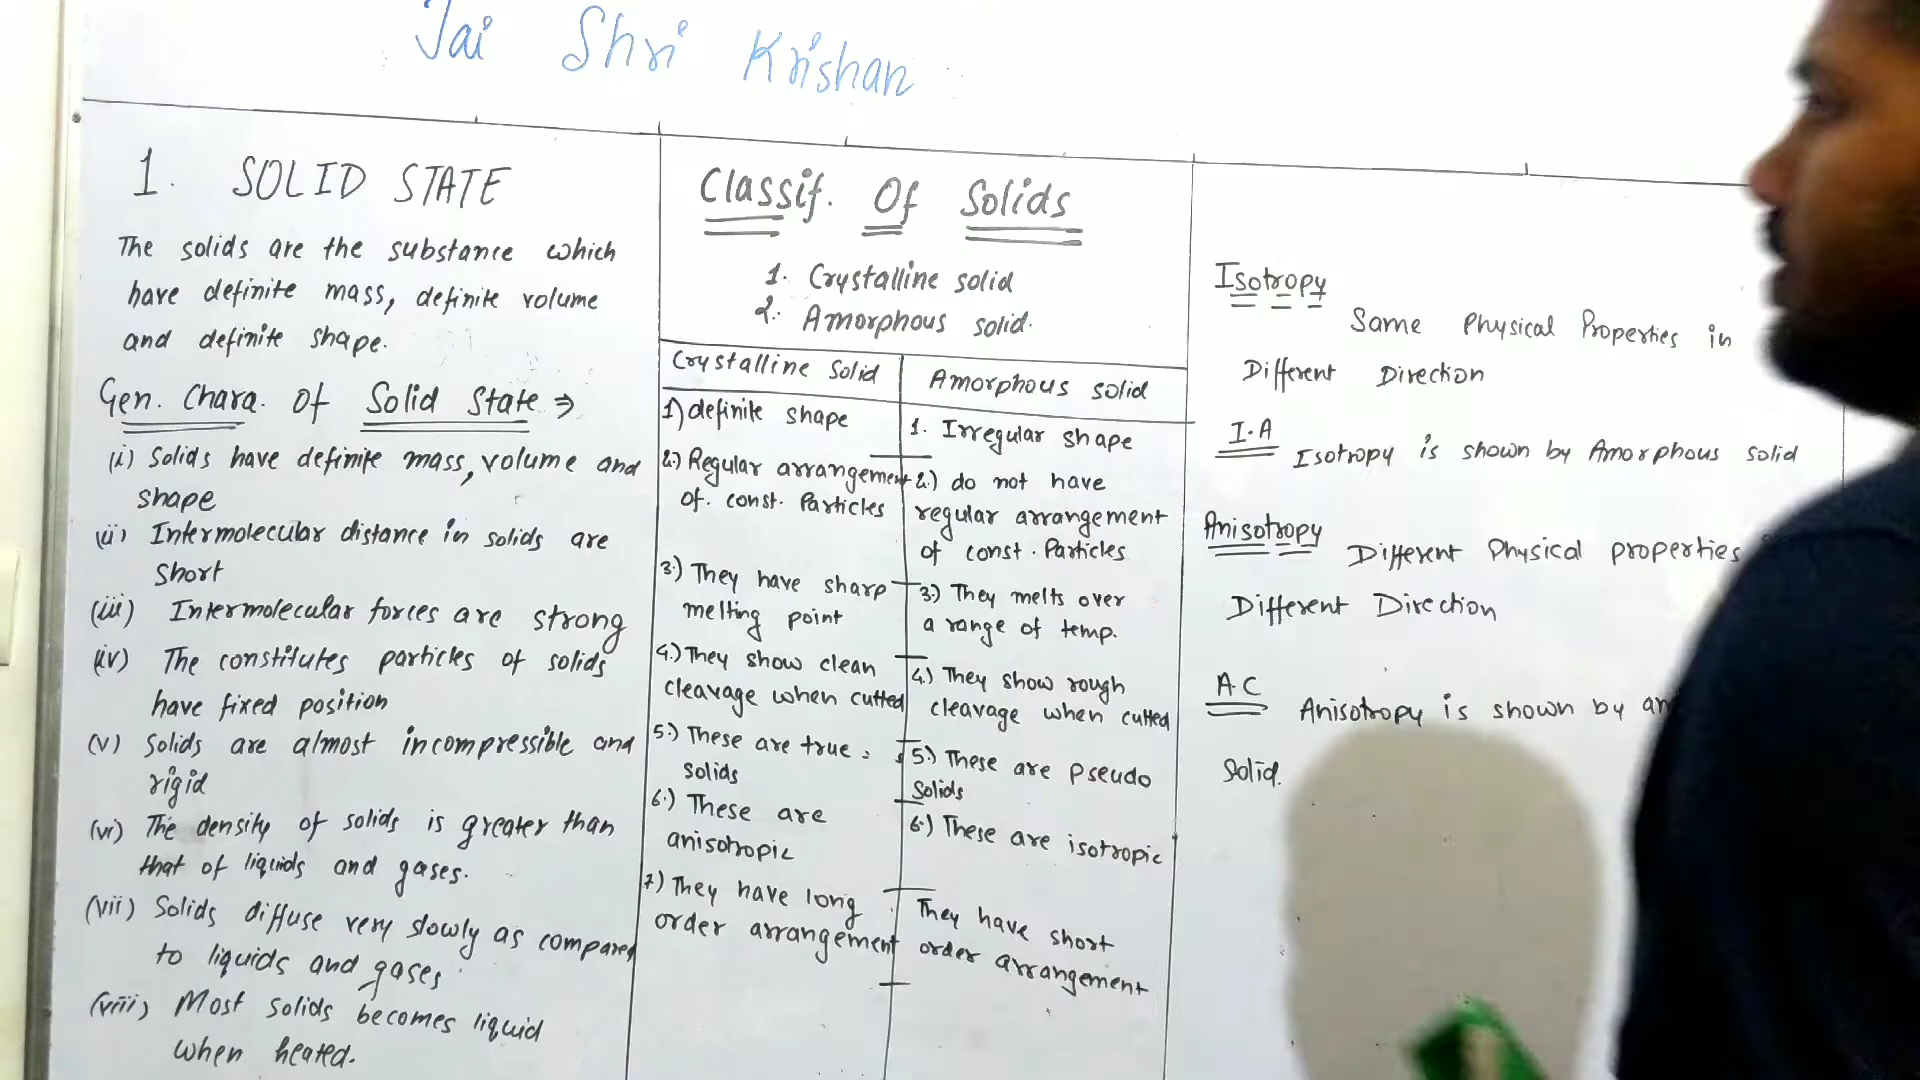 Jai Shri Krishan
1. SOLID STATE
The solids are the substance which
have definite mass, definite volume
and definite shape.
Gen. Chara. Of Solid State ⇒
(i) Solids have definite mass, volume and
shape
(ii) Intermolecular distance in solids are
short
(iii) Intermolecular forces are strong
(iv) The constitutes particles of solids
have fixed position
(v) Solids are almost incompressible and
rigid
(vi) The density of solids is greater than
that of liquids and gases.
(vii) Solids diffuse very slowly as compared
to liquids and gases
(viii) Most solids becomes liquid
when heated.
Classif. Of Solids
1. Crystalline solid
2. Amorphous solid.
Crystalline Solid
1) definite shape
2.) Regular arrangement
of. const. Particles
3.) They have sharp
melting point
4.) They show clean
cleavage when cutted
5.) These are true
solids
6.) These are
anisotropic
7) They have long
order arrangement
Amorphous solid
1. Irregular shape
2.) do not have
regular arrangement
of const. Particles
3.) They melts over
a range of temp.
4.) They show rough
cleavage when cutted
5.) These are pseudo
Solids
6.) These are isotropic
They have short
order arrangement
Isotropy
Same Physical Properties in
Different Direction
I.A
Isotropy is shown by Amorphous solid
Anisotropy
Different Physical properties
Different Direction
A C
Anisotropy is shown by
Solid.